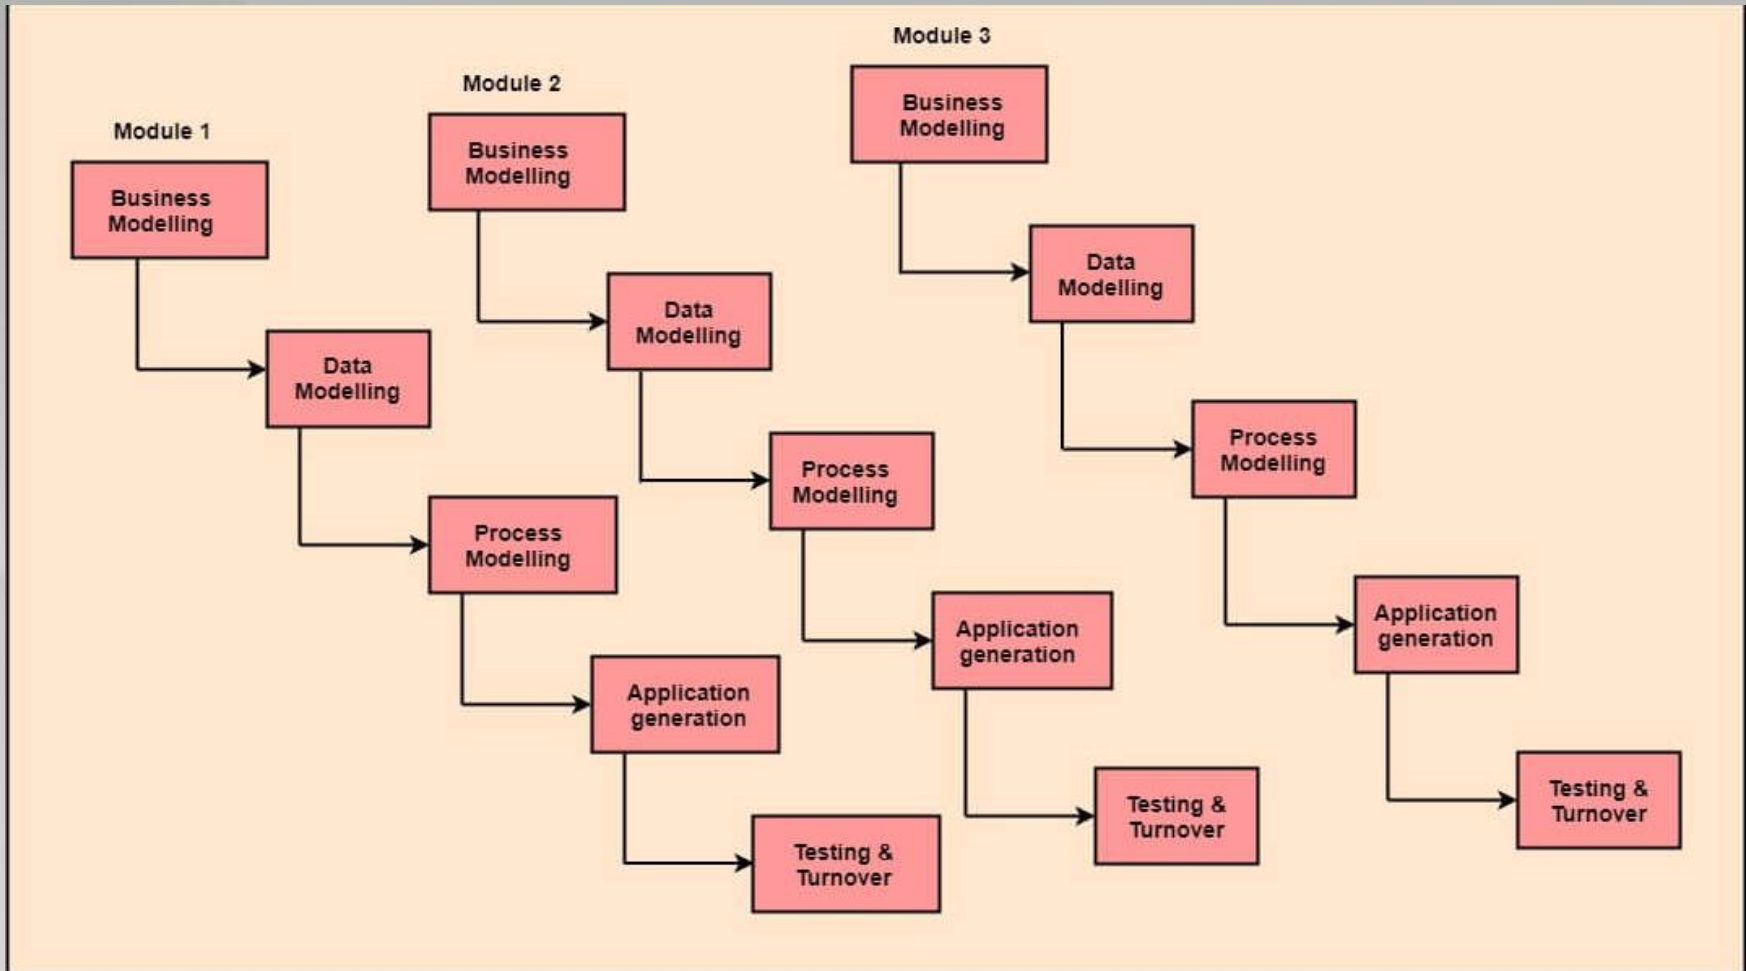 Module 1
Business
Modelling
Data
Modelling
Process
Modelling
Application
generation
Testing &
Turnover
Module 2
Business
Modelling
Data
Modelling
Process
Modelling
Application
generation
Testing &
Turnover
Module 3
Business
Modelling
Data
Modelling
Process
Modelling
Application
generation
Testing &
Turnover